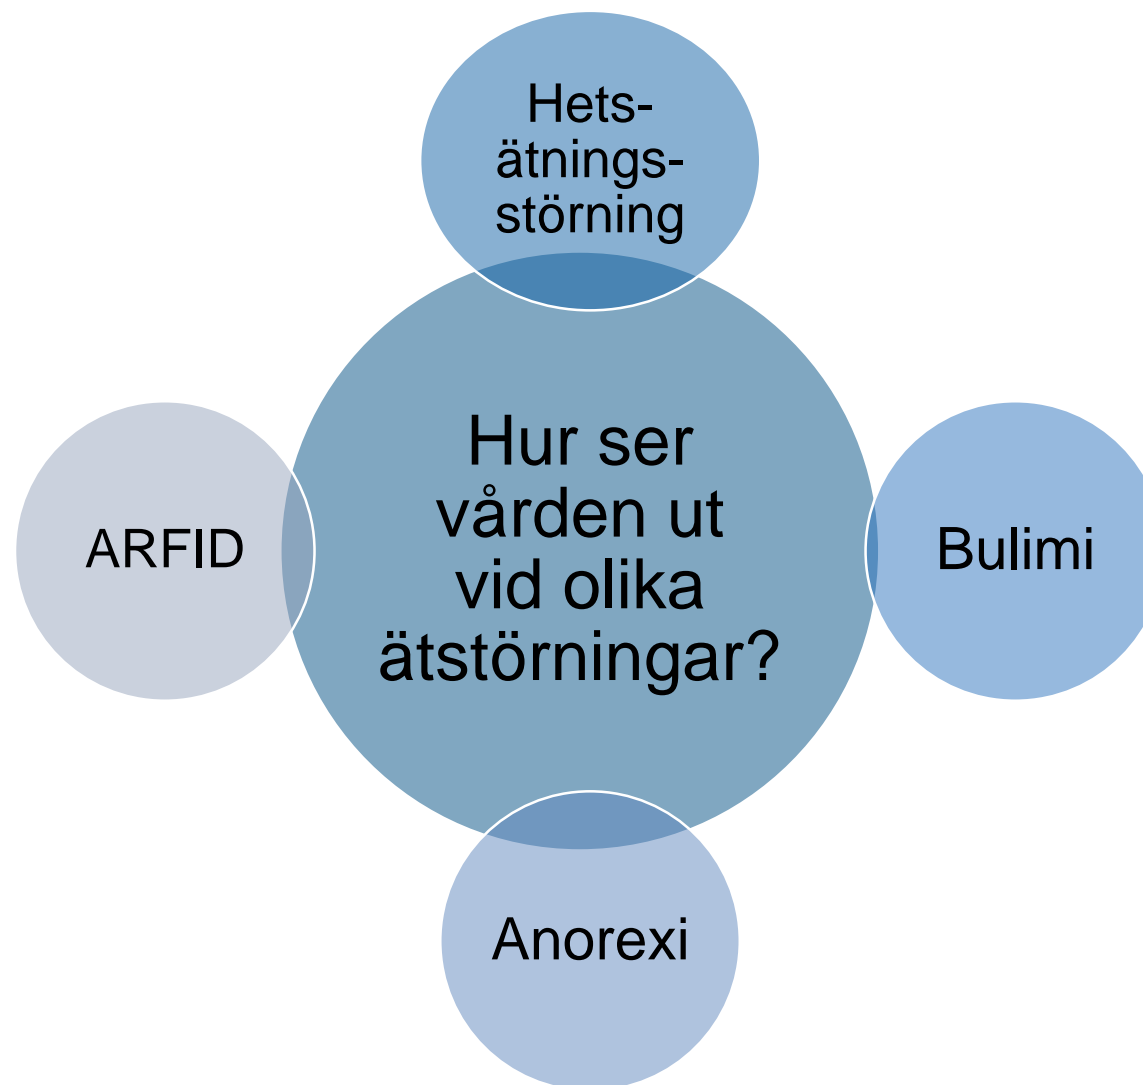 Hets-
ätnings-
störning
Hur ser
vården ut
vid olika
ätstörningar?
ARFID
Bulimi
Anorexi